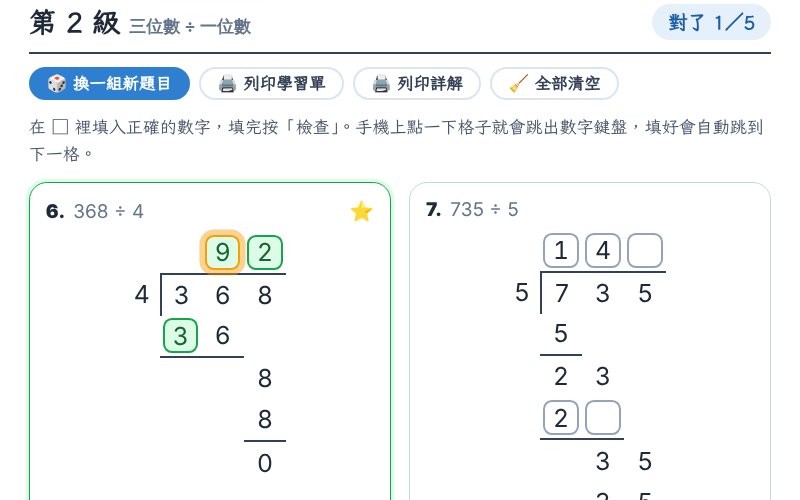 第 2 級 三位數 ÷ 一位數
對了 1／5
🎲 換一組新題目 🖨️ 列印學習單 🖨️ 列印詳解 🧹 全部清空
在 □ 裡填入正確的數字，填完按「檢查」。手機上點一下格子就會跳出數字鍵盤，填好會自動跳到
下一格。
6. 368 ÷ 4 ⭐
9 2
4 3 6 8
3 6
8
8
0
7. 735 ÷ 5
1 4
5 7 3 5
5
2 3
2
3 5